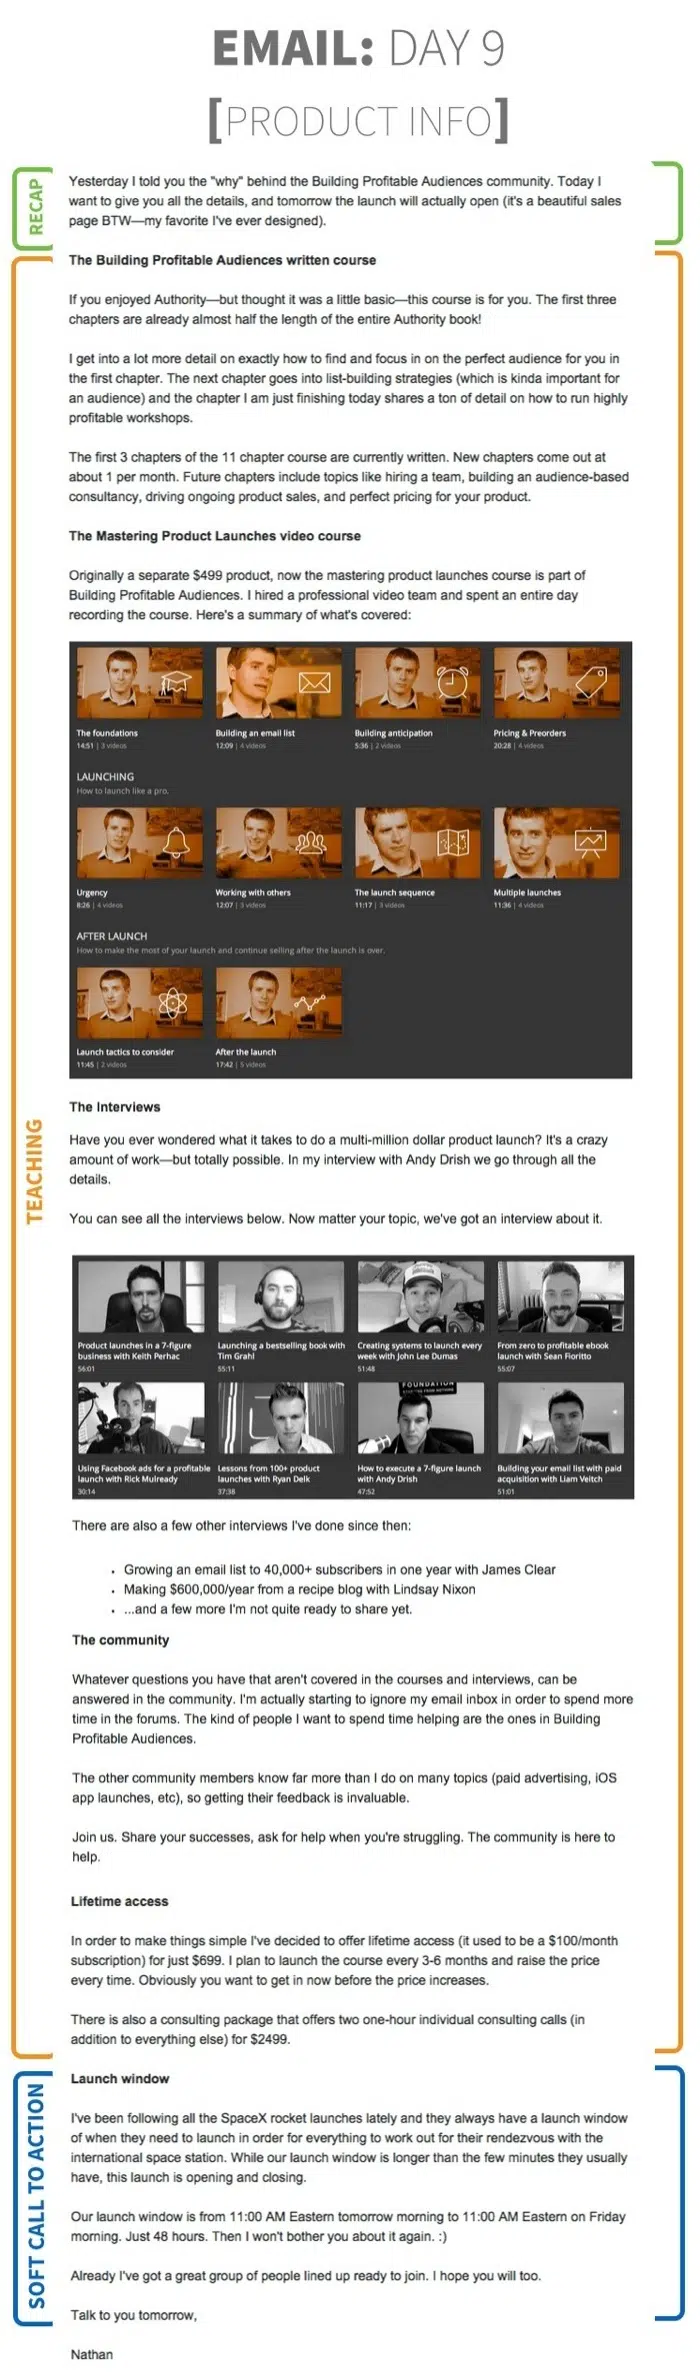 EMAIL: DAY 9
[PRODUCT INFO]
RECAP
Yesterday I told you the "why" behind the Building Profitable Audiences community. Today I
want to give you all the details, and tomorrow the launch will actually open (it's a beautiful sales
page BTW—my favorite I've ever designed).
TEACHING
The Building Profitable Audiences written course
If you enjoyed Authority—but thought it was a little basic—this course is for you. The first three
chapters are already almost half the length of the entire Authority book!
I get into a lot more detail on exactly how to find and focus in on the perfect audience for you in
the first chapter. The next chapter goes into list-building strategies (which is kinda important for
an audience) and the chapter I am just finishing today shares a ton of detail on how to run highly
profitable workshops.
The first 3 chapters of the 11 chapter course are currently written. New chapters come out at
about 1 per month. Future chapters include topics like hiring a team, building an audience-based
consultancy, driving ongoing product sales, and perfect pricing for your product.
The Mastering Product Launches video course
Originally a separate $499 product, now the mastering product launches course is part of
Building Profitable Audiences. I hired a professional video team and spent an entire day
recording the course. Here's a summary of what's covered:
The foundations
14:51 | 3 videos
Building an email list
12:09 | 4 videos
Building anticipation
5:36 | 2 videos
Pricing & Preorders
20:28 | 4 videos
LAUNCHING
How to launch like a pro.
Urgency
8:26 | 4 videos
Working with others
12:07 | 3 videos
The launch sequence
11:17 | 3 videos
Multiple launches
11:36 | 4 videos
AFTER LAUNCH
How to make the most of your launch and continue selling after the launch is over.
Launch tactics to consider
11:45 | 2 videos
After the launch
17:42 | 5 videos
The Interviews
Have you ever wondered what it takes to do a multi-million dollar product launch? It's a crazy
amount of work—but totally possible. In my interview with Andy Drish we go through all the
details.
You can see all the interviews below. Now matter your topic, we've got an interview about it.
Product launches in a 7-figure
business with Keith Perhac
56:01
Launching a bestselling book with
Tim Grahl
55:11
Creating systems to launch every
week with John Lee Dumas
51:48
From zero to profitable ebook
launch with Sean Fioritto
55:07
FOUNDATION
Using Facebook ads for a profitable
launch with Rick Mulready
30:14
Lessons from 100+ product
launches with Ryan Delk
37:38
How to execute a 7-figure launch
with Andy Drish
47:52
Building your email list with paid
acquisition with Liam Veitch
51:01
There are also a few other interviews I've done since then:
• Growing an email list to 40,000+ subscribers in one year with James Clear
• Making $600,000/year from a recipe blog with Lindsay Nixon
• ...and a few more I'm not quite ready to share yet.
The community
Whatever questions you have that aren't covered in the courses and interviews, can be
answered in the community. I'm actually starting to ignore my email inbox in order to spend more
time in the forums. The kind of people I want to spend time helping are the ones in Building
Profitable Audiences.
The other community members know far more than I do on many topics (paid advertising, iOS
app launches, etc), so getting their feedback is invaluable.
Join us. Share your successes, ask for help when you're struggling. The community is here to
help.
Lifetime access
In order to make things simple I've decided to offer lifetime access (it used to be a $100/month
subscription) for just $699. I plan to launch the course every 3-6 months and raise the price
every time. Obviously you want to get in now before the price increases.
There is also a consulting package that offers two one-hour individual consulting calls (in
addition to everything else) for $2499.
SOFT CALL TO ACTION
Launch window
I've been following all the SpaceX rocket launches lately and they always have a launch window
of when they need to launch in order for everything to work out for their rendezvous with the
international space station. While our launch window is longer than the few minutes they usually
have, this launch is opening and closing.
Our launch window is from 11:00 AM Eastern tomorrow morning to 11:00 AM Eastern on Friday
morning. Just 48 hours. Then I won't bother you about it again. :)
Already I've got a great group of people lined up ready to join. I hope you will too.
Talk to you tomorrow,
Nathan